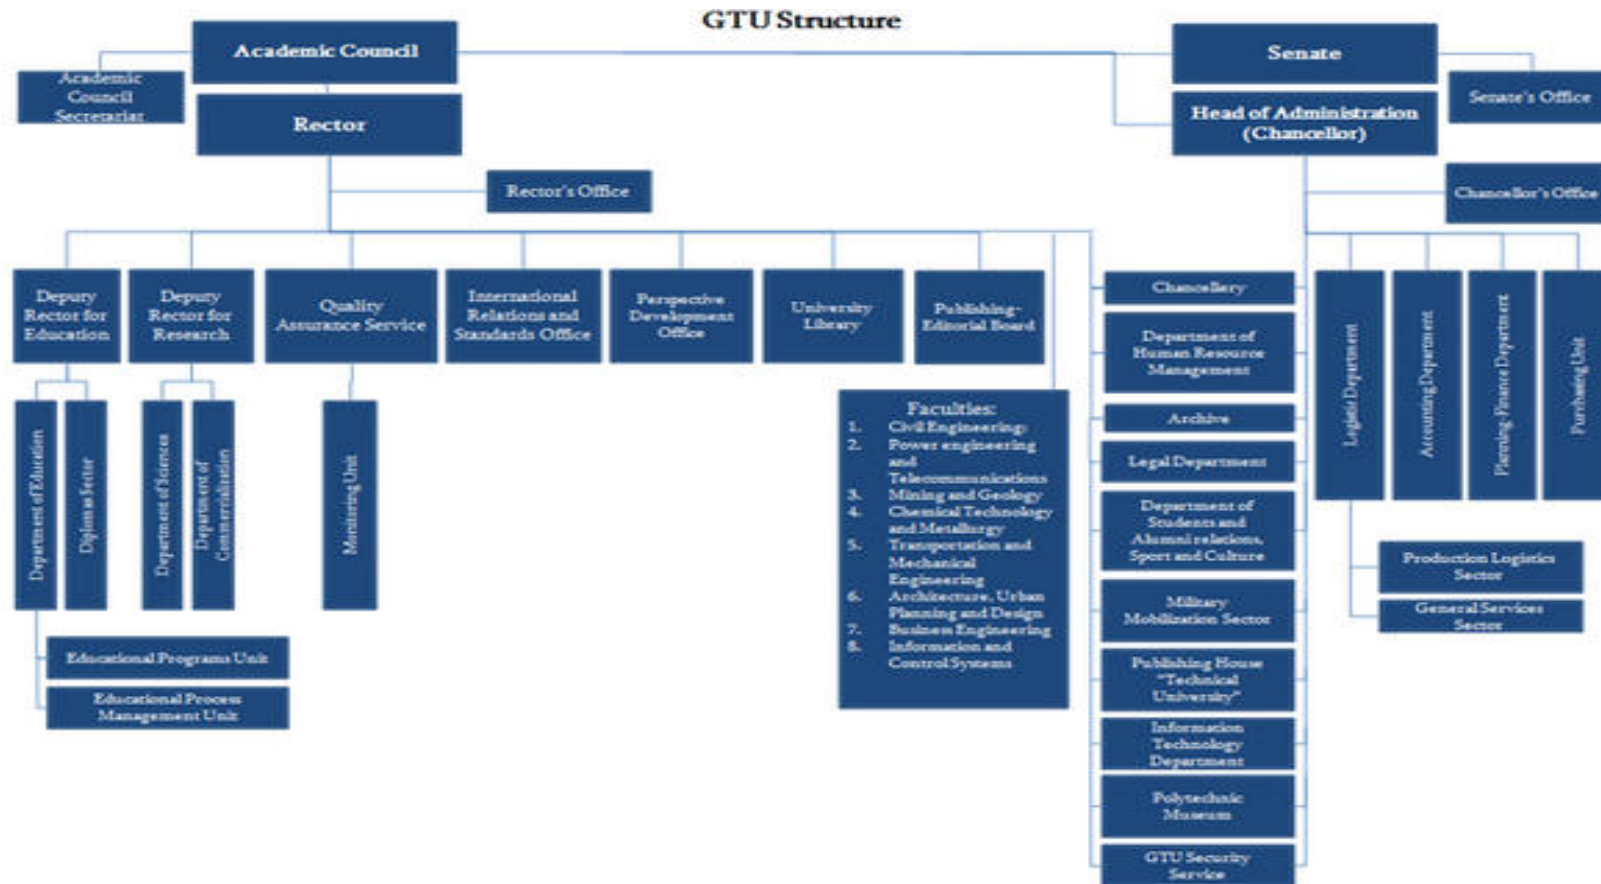 GTU Structure
Academic Council
Senate
Academic
Council
Secretariat
Senate's Office
Rector
Head of Administration
(Chancellor)
Rector's Office
Chancellor's Office
Depury
Rector for
Education
Depury
Rector for
Research
Quality
Assurance Service
International
Relations and
Standards Office
Perspective
Development
Office
University
Library
Publishing-
Editorial Board
Chancellery
Department of
Human Resource
Management
Archive
Legal Department
Department of
Students and
Alumni relations,
Sport and Culture
Military
Mobilization Sector
Publishing House
"Technical
University"
Information
Technology
Department
Polytechnic
Museum
GTU Security
Service
Logistic Department
Accounting Department
Planning-Finance Department
Purchasing Unit
Production Logistics
Sector
General Services
Sector
Department of Education
Diplomas Sector
Department of Sciences
Department of
Commercialization
Monitoring Unit
Educational Programs Unit
Educational Process
Management Unit
Faculties:
1. Civil Engineering;
2. Power engineering
and
Telecommunications
3. Mining and Geology
4. Chemical Technology
and Metallurgy
5. Transportation and
Mechanical
Engineering
6. Architecture, Urban
Planning and Design
7. Business Engineering
8. Information and
Control Systems